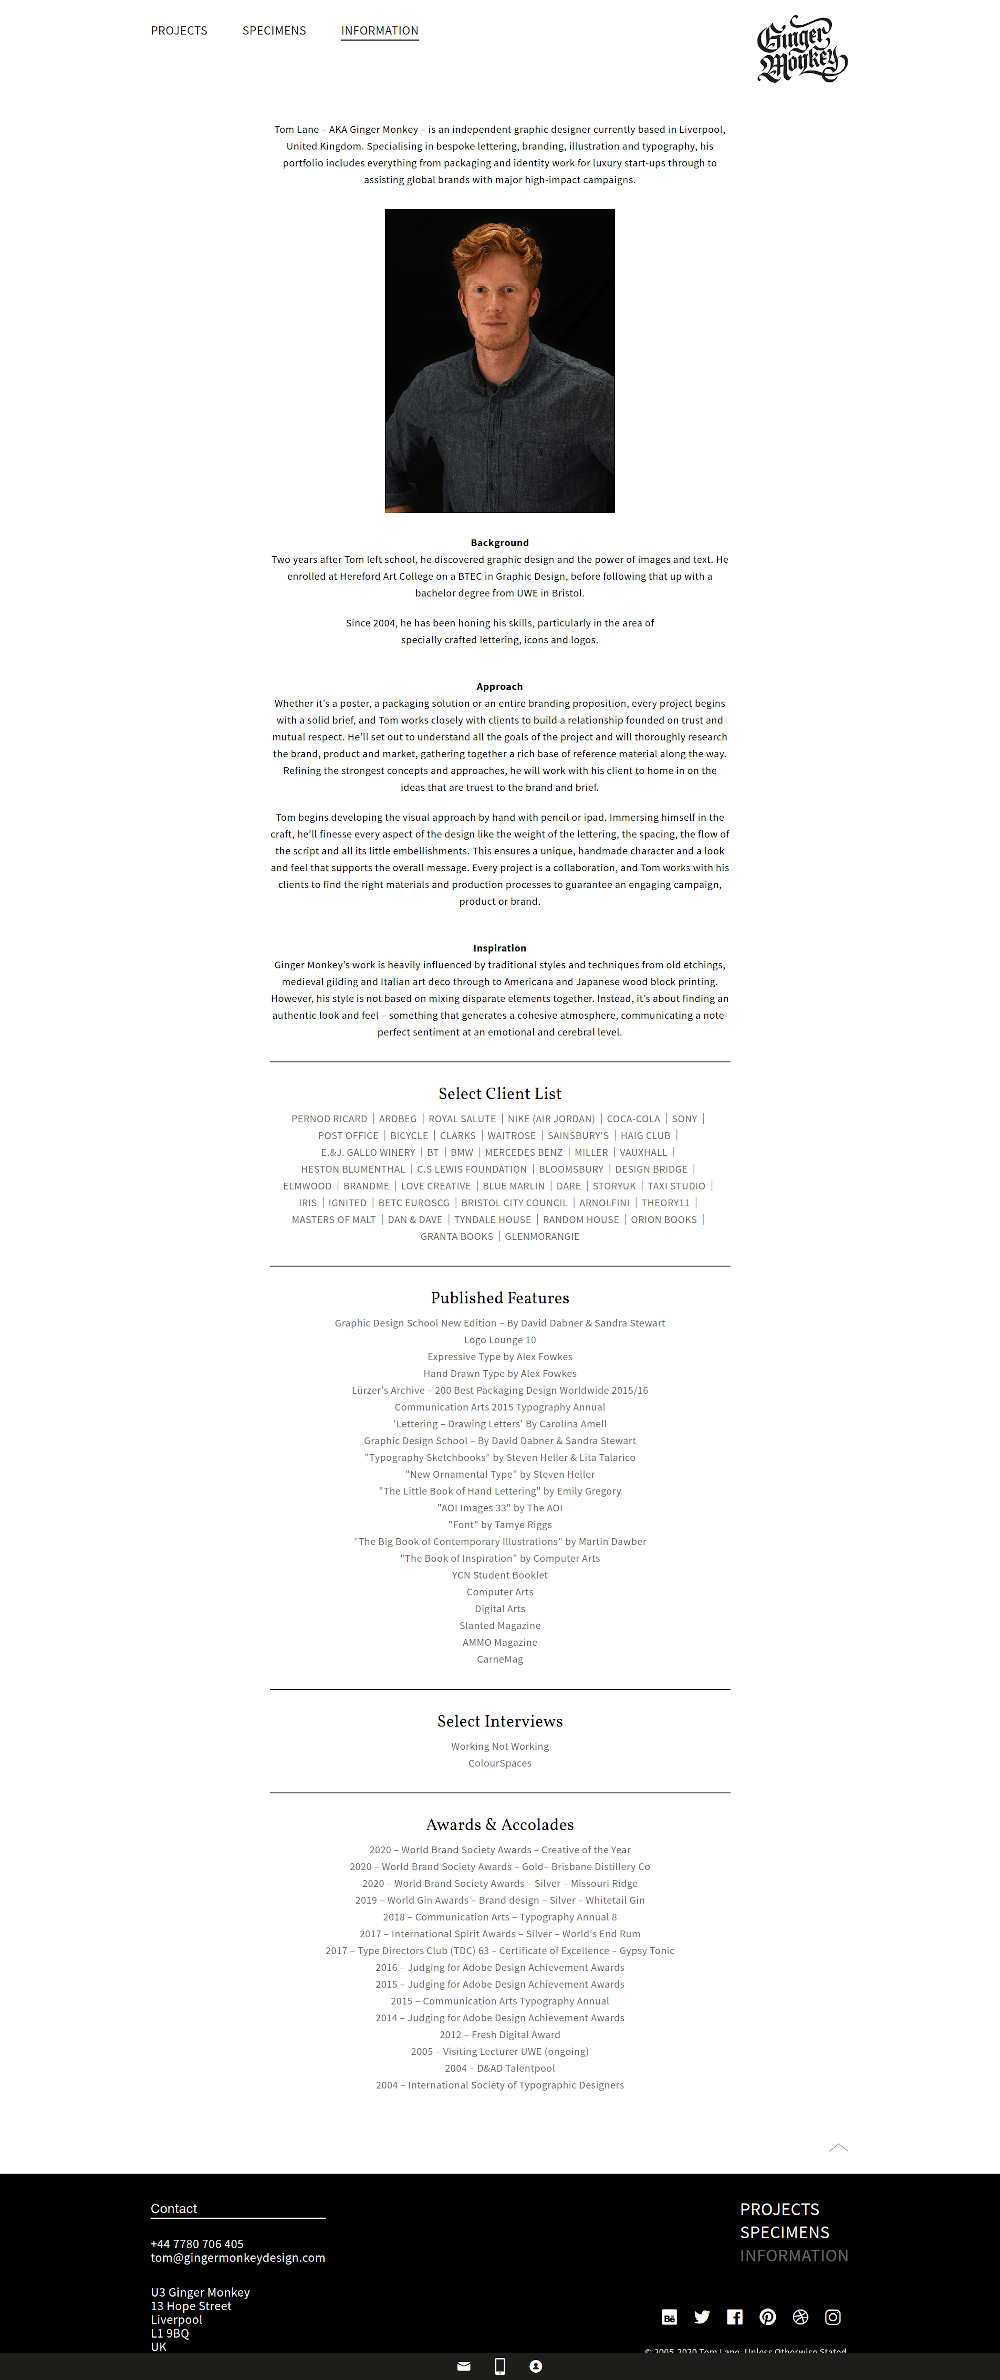 PROJECTS SPECIMENS INFORMATION
Ginger
Monkey
Tom Lane – AKA Ginger Monkey – is an independent graphic designer currently based in Liverpool,
United Kingdom. Specialising in bespoke lettering, branding, illustration and typography, his
portfolio includes everything from packaging and identity work for luxury start-ups through to
assisting global brands with major high-impact campaigns.
Background
Two years after Tom left school, he discovered graphic design and the power of images and text. He
enrolled at Hereford Art College on a BTEC in Graphic Design, before following that up with a
bachelor degree from UWE in Bristol.
Since 2004, he has been honing his skills, particularly in the area of
specially crafted lettering, icons and logos.
Approach
Whether it's a poster, a packaging solution or an entire branding proposition, every project begins
with a solid brief, and Tom works closely with clients to build a relationship founded on trust and
mutual respect. He'll set out to understand all the goals of the project and will thoroughly research
the brand, product and market, gathering together a rich base of reference material along the way.
Refining the strongest concepts and approaches, he will work with his client to home in on the
ideas that are truest to the brand and brief.
Tom begins developing the visual approach by hand with pencil or ipad. Immersing himself in the
craft, he'll finesse every aspect of the design like the weight of the lettering, the spacing, the flow of
the script and all its little embellishments. This ensures a unique, handmade character and a look
and feel that supports the overall message. Every project is a collaboration, and Tom works with his
clients to find the right materials and production processes to guarantee an engaging campaign,
product or brand.
Inspiration
Ginger Monkey's work is heavily influenced by traditional styles and techniques from old etchings,
medieval gilding and Italian art deco through to Americana and Japanese wood block printing.
However, his style is not based on mixing disparate elements together. Instead, it's about finding an
authentic look and feel – something that generates a cohesive atmosphere, communicating a note-
perfect sentiment at an emotional and cerebral level.
Select Client List
PERNOD RICARD | ARDBEG | ROYAL SALUTE | NIKE (AIR JORDAN) | COCA-COLA | SONY |
POST OFFICE | BICYCLE | CLARKS | WAITROSE | SAINSBURY'S | HAIG CLUB |
E.&J. GALLO WINERY | BT | BMW | MERCEDES BENZ | MILLER | VAUXHALL |
HESTON BLUMENTHAL | C.S LEWIS FOUNDATION | BLOOMSBURY | DESIGN BRIDGE |
ELMWOOD | BRANDME | LOVE CREATIVE | BLUE MARLIN | DARE | STORYUK | TAXI STUDIO |
IRIS | IGNITED | BETC EUROSCG | BRISTOL CITY COUNCIL | ARNOLFINI | THEORY11 |
MASTERS OF MALT | DAN & DAVE | TYNDALE HOUSE | RANDOM HOUSE | ORION BOOKS |
GRANTA BOOKS | GLENMORANGIE
Published Features
Graphic Design School New Edition – By David Dabner & Sandra Stewart
Logo Lounge 10
Expressive Type by Alex Fowkes
Hand Drawn Type by Alex Fowkes
Lürzer's Archive – 200 Best Packaging Design Worldwide 2015/16
Communication Arts 2015 Typography Annual
'Lettering – Drawing Letters' By Carolina Amell
Graphic Design School – By David Dabner & Sandra Stewart
"Typography Sketchbooks" by Steven Heller & Lita Talarico
"New Ornamental Type" by Steven Heller
"The Little Book of Hand Lettering" by Emily Gregory
"AOI Images 33" by The AOI
"Font" by Tamye Riggs
"The Big Book of Contemporary Illustrations" by Martin Dawber
"The Book of Inspiration" by Computer Arts
YCN Student Booklet
Computer Arts
Digital Arts
Slanted Magazine
AMMO Magazine
CarneMag
Select Interviews
Working Not Working
ColourSpaces
Awards & Accolades
2020 – World Brand Society Awards – Creative of the Year
2020 – World Brand Society Awards – Gold– Brisbane Distillery Co
2020 – World Brand Society Awards – Silver – Missouri Ridge
2019 – World Gin Awards – Brand design – Silver – Whitetail Gin
2018 – Communication Arts – Typography Annual 8
2017 – International Spirit Awards – Silver – World's End Rum
2017 – Type Directors Club (TDC) 63 – Certificate of Excellence – Gypsy Tonic
2016 – Judging for Adobe Design Achievement Awards
2015 – Judging for Adobe Design Achievement Awards
2015 – Communication Arts Typography Annual
2014 – Judging for Adobe Design Achievement Awards
2012 – Fresh Digital Award
2005 – Visiting Lecturer UWE (ongoing)
2004 – D&AD Talentpool
2004 – International Society of Typographic Designers
Contact
+44 7780 706 405
tom@gingermonkeydesign.com
U3 Ginger Monkey
13 Hope Street
Liverpool
L1 9BQ
UK
PROJECTS
SPECIMENS
INFORMATION
Bē
© 2005-2020 Tom Lane. Unless Otherwise Stated.